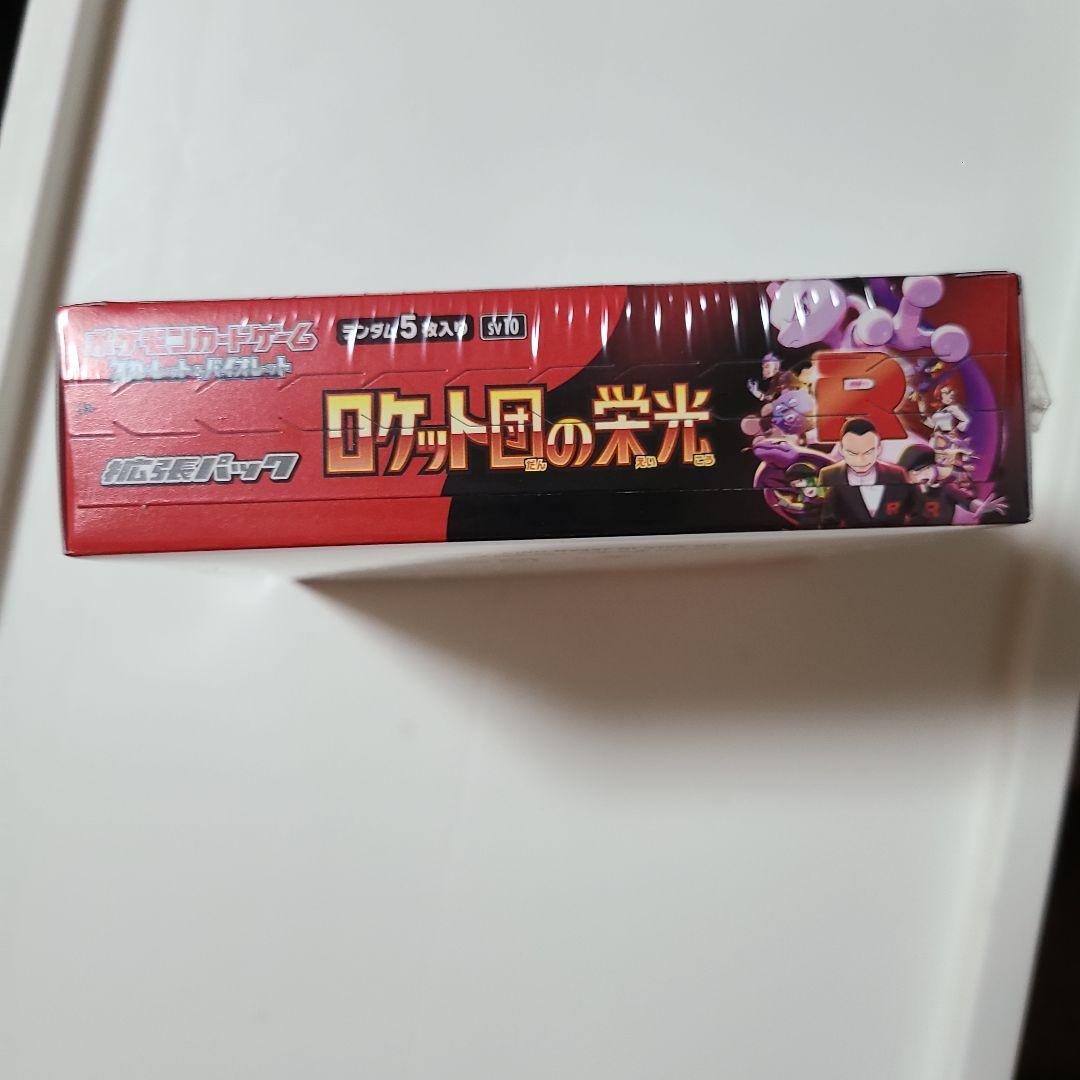 ポケモンカードゲーム
スカーレット&バイオレット
ランダム5枚入り
SV10
拡張パック
ロケット団の栄光
だん えい こう
R